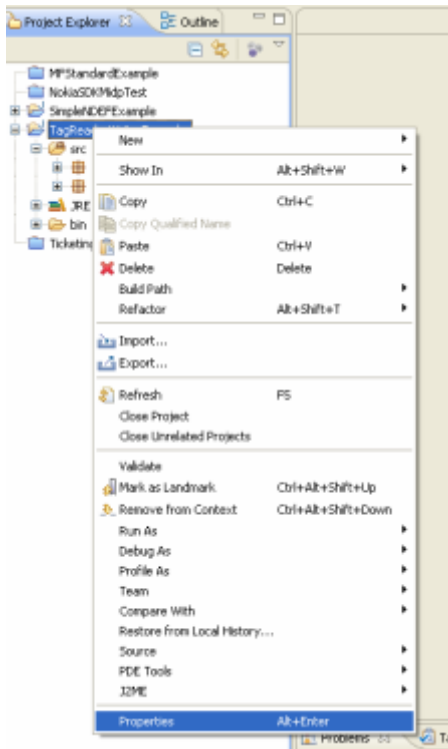 Project Explorer Outline
MFStandardExample
NokiaSDKMidpTest
SimpleNDEFExample
src
JRE
bin
Ticketing
New
Show In Alt+Shift+W
Copy Ctrl+C
Copy Qualified Name
Paste Ctrl+V
Delete Delete
Build Path
Refactor Alt+Shift+T
Import...
Export...
Refresh F5
Close Project
Close Unrelated Projects
Validate
Mark as Landmark Ctrl+Alt+Shift+Up
Remove from Context Ctrl+Alt+Shift+Down
Run As
Debug As
Profile As
Team
Compare With
Restore from Local History...
Source
PDE Tools
J2ME
Properties Alt+Enter
Problems